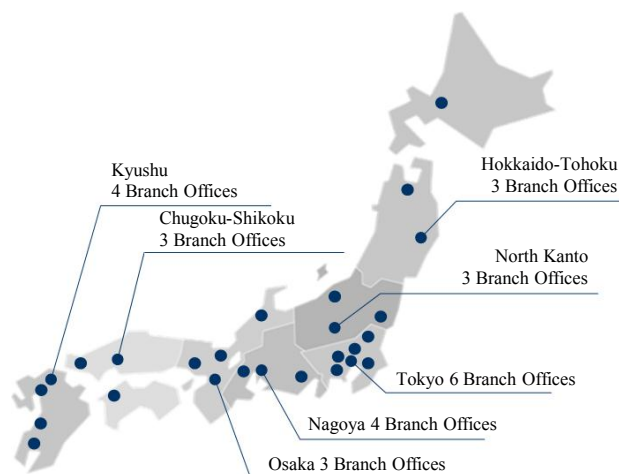 Kyushu
4 Branch Offices
Chugoku-Shikoku
3 Branch Offices
Hokkaido-Tohoku
3 Branch Offices
North Kanto
3 Branch Offices
Tokyo 6 Branch Offices
Nagoya 4 Branch Offices
Osaka 3 Branch Offices